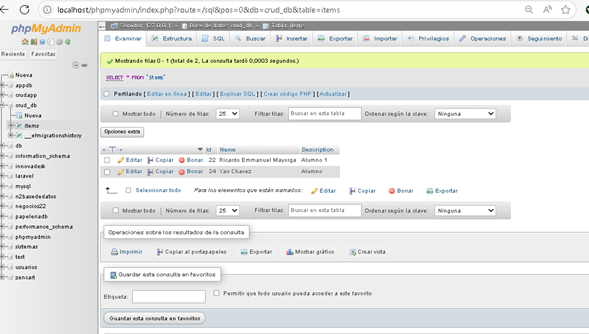 localhost/phpmyadmin/index.php?route=/sql&pos=0&db=crud_db&table=items
phpMyAdmin
Reciente Favoritas
Nueva
appdb
crudapp
crud_db
Nueva
items
__efmigrationshistory
db
information_schema
innovadesk
laravel
mysql
n2basededatos
negocios22
papeleriadb
performance_schema
phpmyadmin
sistemas
test
usuarios
zencart
Servidor: 127.0.0.1 » Base de datos: crud_db » Tabla: items
Examinar Estructura SQL Buscar Insertar Exportar Importar Privilegios Operaciones Seguimiento
Mostrando filas 0 - 1 (total de 2, La consulta tardó 0,0003 segundos.)
SELECT * FROM `items`
Perfilando [ Editar en línea ] [ Editar ] [ Explicar SQL ] [ Crear código PHP ] [ Actualizar ]
Mostrar todo Número de filas: 25 Filtrar filas: Buscar en esta tabla Ordenar según la clave: Ninguna
Opciones extra
Id Name Description
Editar Copiar Borrar 22 Ricardo Emmanuel Mayorga Alumno 1
Editar Copiar Borrar 24 Yair Chavez Alumno
Seleccionar todo Para los elementos que están marcados: Editar Copiar Borrar Exportar
Mostrar todo Número de filas: 25 Filtrar filas: Buscar en esta tabla Ordenar según la clave: Ninguna
Operaciones sobre los resultados de la consulta
Imprimir Copiar al portapapeles Exportar Mostrar gráfico Crear vista
Guardar esta consulta en favoritos
Etiqueta: Permitir que todo usuario pueda acceder a este favorito
Guardar esta consulta en favoritos